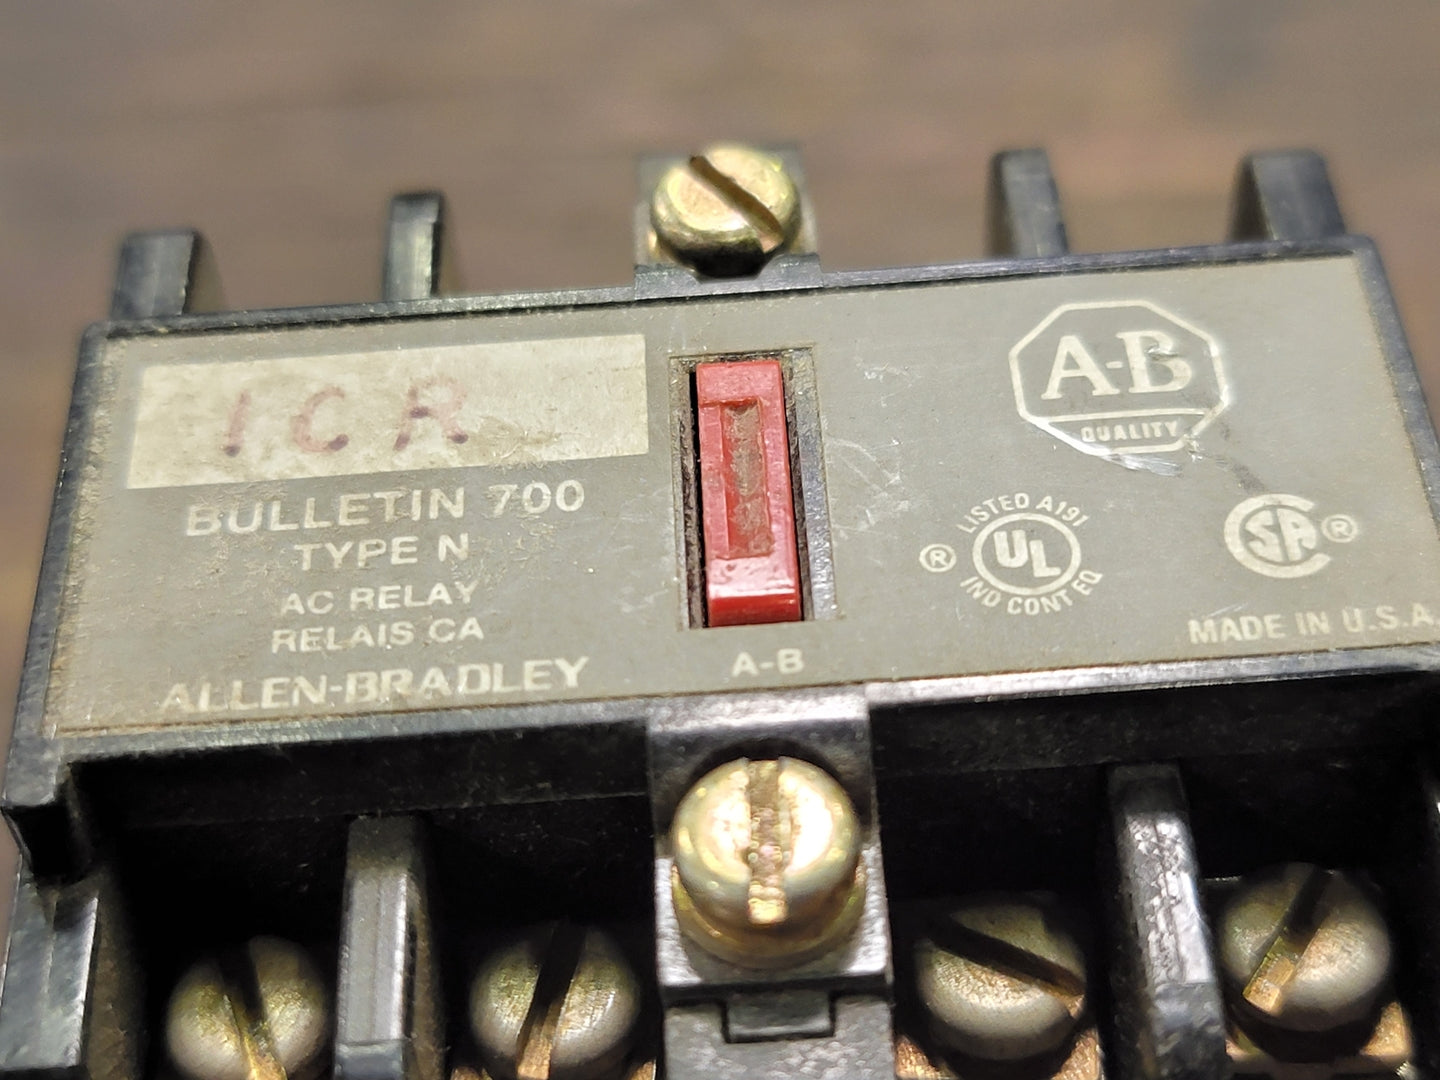 1CR
BULLETIN 700
TYPE N
AC RELAY
RELAIS CA
ALLEN-BRADLEY
A-B
A-B
QUALITY
LISTED A191
® UL
IND CONT EQ
SA ®
MADE IN U.S.A.